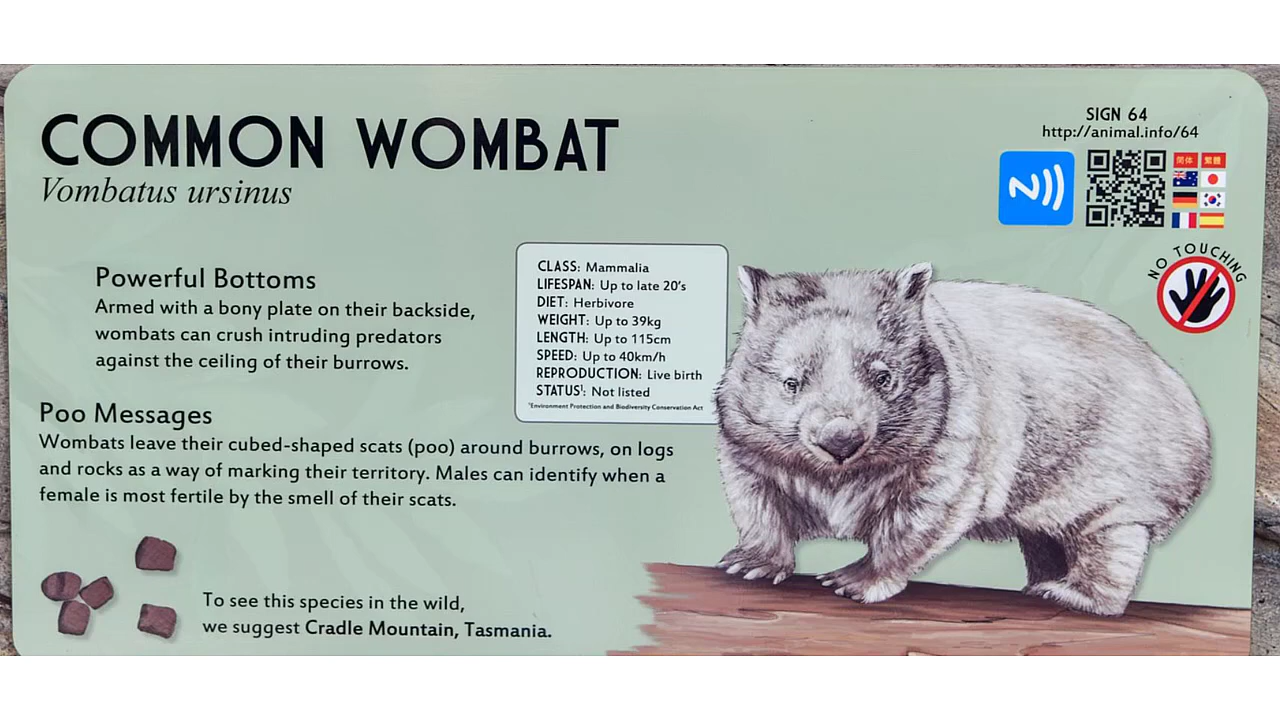 COMMON WOMBAT
Vombatus ursinus
SIGN 64
http://animal.info/64
简体 繁體
NO TOUCHING
Powerful Bottoms
Armed with a bony plate on their backside,
wombats can crush intruding predators
against the ceiling of their burrows.
CLASS: Mammalia
LIFESPAN: Up to late 20's
DIET: Herbivore
WEIGHT: Up to 39kg
LENGTH: Up to 115cm
SPEED: Up to 40km/h
REPRODUCTION: Live birth
STATUS¹: Not listed
¹Environment Protection and Biodiversity Conservation Act
Poo Messages
Wombats leave their cubed-shaped scats (poo) around burrows, on logs
and rocks as a way of marking their territory. Males can identify when a
female is most fertile by the smell of their scats.
To see this species in the wild,
we suggest Cradle Mountain, Tasmania.